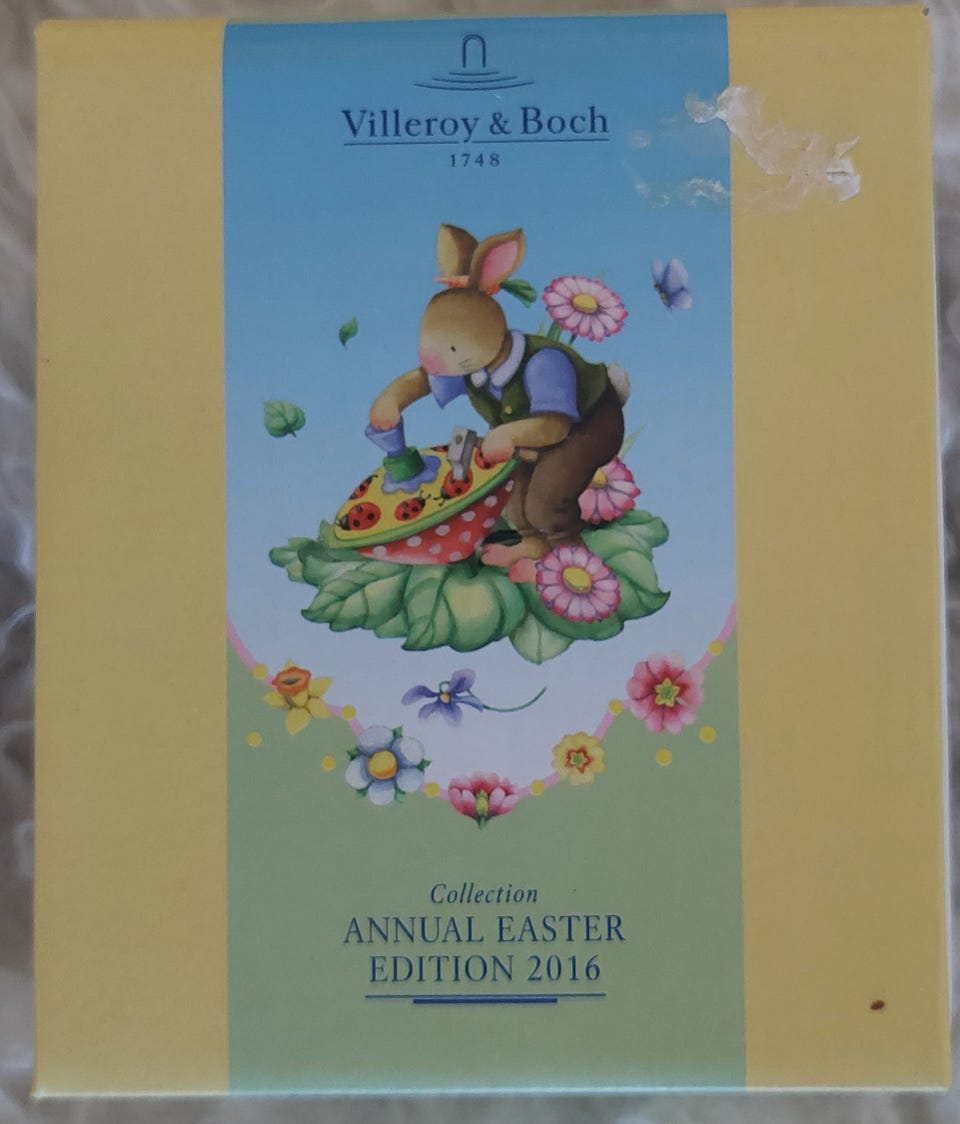 Villeroy & Boch
1748
Collection
ANNUAL EASTER
EDITION 2016